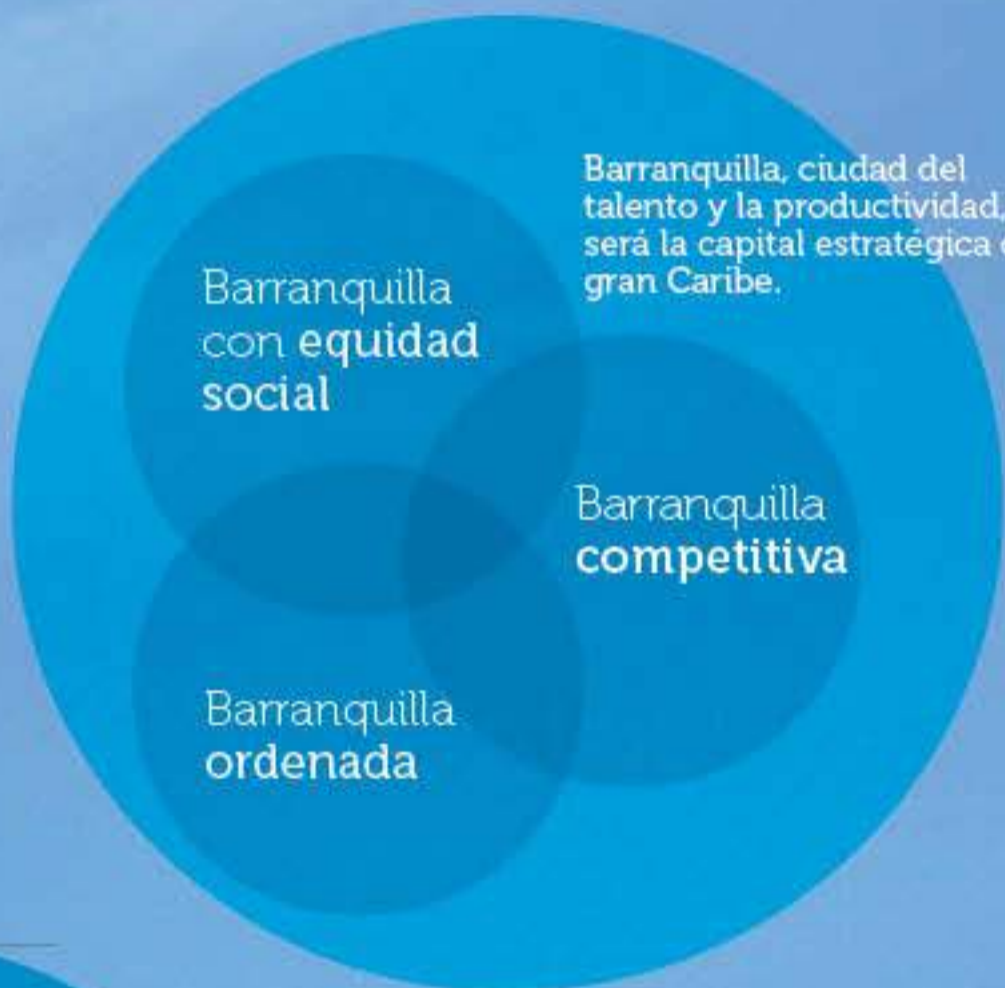 Barranquilla, ciudad del
talento y la productividad,
será la capital estratégica
gran Caribe.
Barranquilla
con equidad
social
Barranquilla
competitiva
Barranquilla
ordenada